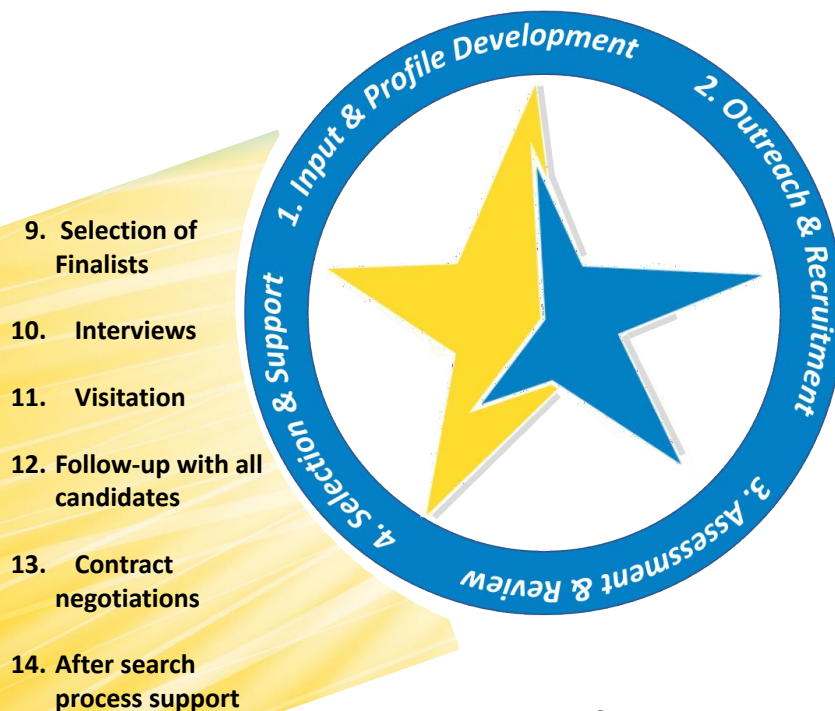 1. Input & Profile Development
2. Outreach & Recruitment
3. Assessment & Review
4. Selection & Support
9. Selection of
Finalists
10. Interviews
11. Visitation
12. Follow-up with all
candidates
13. Contract
negotiations
14. After search
process support